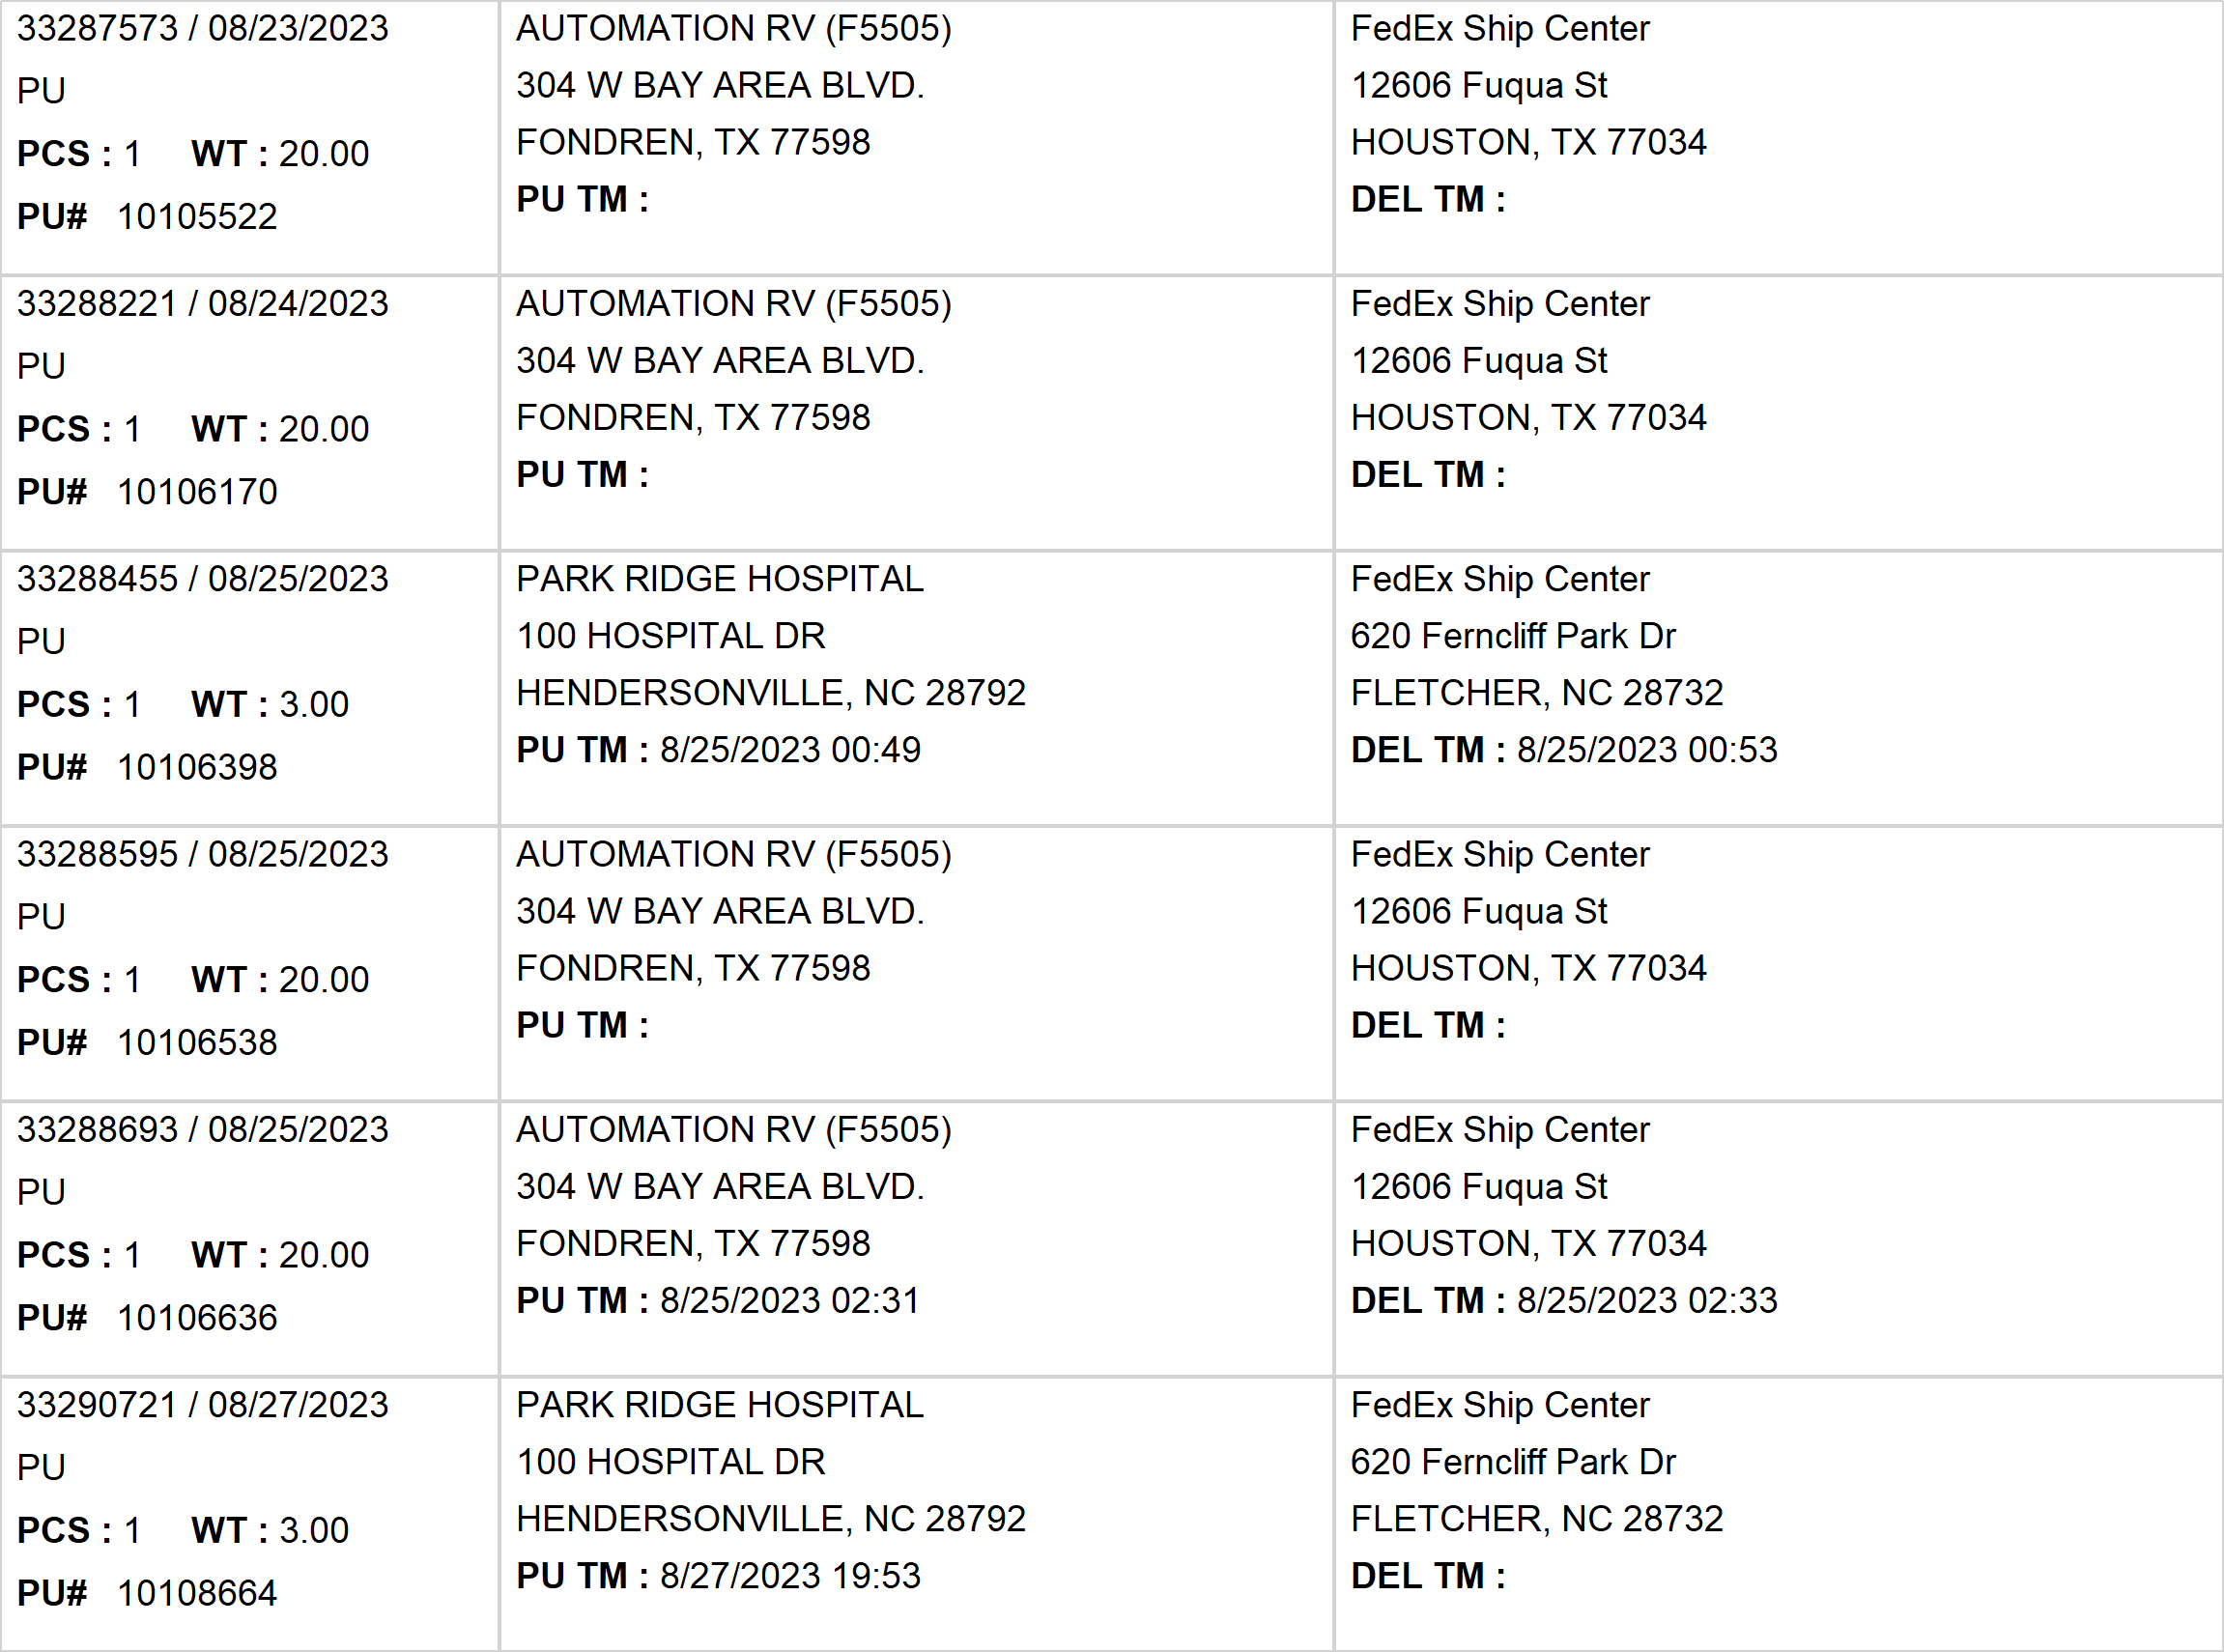 33287573 / 08/23/2023
PU
PCS : 1 WT : 20.00
PU# 10105522
AUTOMATION RV (F5505)
304 W BAY AREA BLVD.
FONDREN, TX 77598
PU TM :
FedEx Ship Center
12606 Fuqua St
HOUSTON, TX 77034
DEL TM :
33288221 / 08/24/2023
PU
PCS : 1 WT : 20.00
PU# 10106170
AUTOMATION RV (F5505)
304 W BAY AREA BLVD.
FONDREN, TX 77598
PU TM :
FedEx Ship Center
12606 Fuqua St
HOUSTON, TX 77034
DEL TM :
33288455 / 08/25/2023
PU
PCS : 1 WT : 3.00
PU# 10106398
PARK RIDGE HOSPITAL
100 HOSPITAL DR
HENDERSONVILLE, NC 28792
PU TM : 8/25/2023 00:49
FedEx Ship Center
620 Ferncliff Park Dr
FLETCHER, NC 28732
DEL TM : 8/25/2023 00:53
33288595 / 08/25/2023
PU
PCS : 1 WT : 20.00
PU# 10106538
AUTOMATION RV (F5505)
304 W BAY AREA BLVD.
FONDREN, TX 77598
PU TM :
FedEx Ship Center
12606 Fuqua St
HOUSTON, TX 77034
DEL TM :
33288693 / 08/25/2023
PU
PCS : 1 WT : 20.00
PU# 10106636
AUTOMATION RV (F5505)
304 W BAY AREA BLVD.
FONDREN, TX 77598
PU TM : 8/25/2023 02:31
FedEx Ship Center
12606 Fuqua St
HOUSTON, TX 77034
DEL TM : 8/25/2023 02:33
33290721 / 08/27/2023
PU
PCS : 1 WT : 3.00
PU# 10108664
PARK RIDGE HOSPITAL
100 HOSPITAL DR
HENDERSONVILLE, NC 28792
PU TM : 8/27/2023 19:53
FedEx Ship Center
620 Ferncliff Park Dr
FLETCHER, NC 28732
DEL TM :